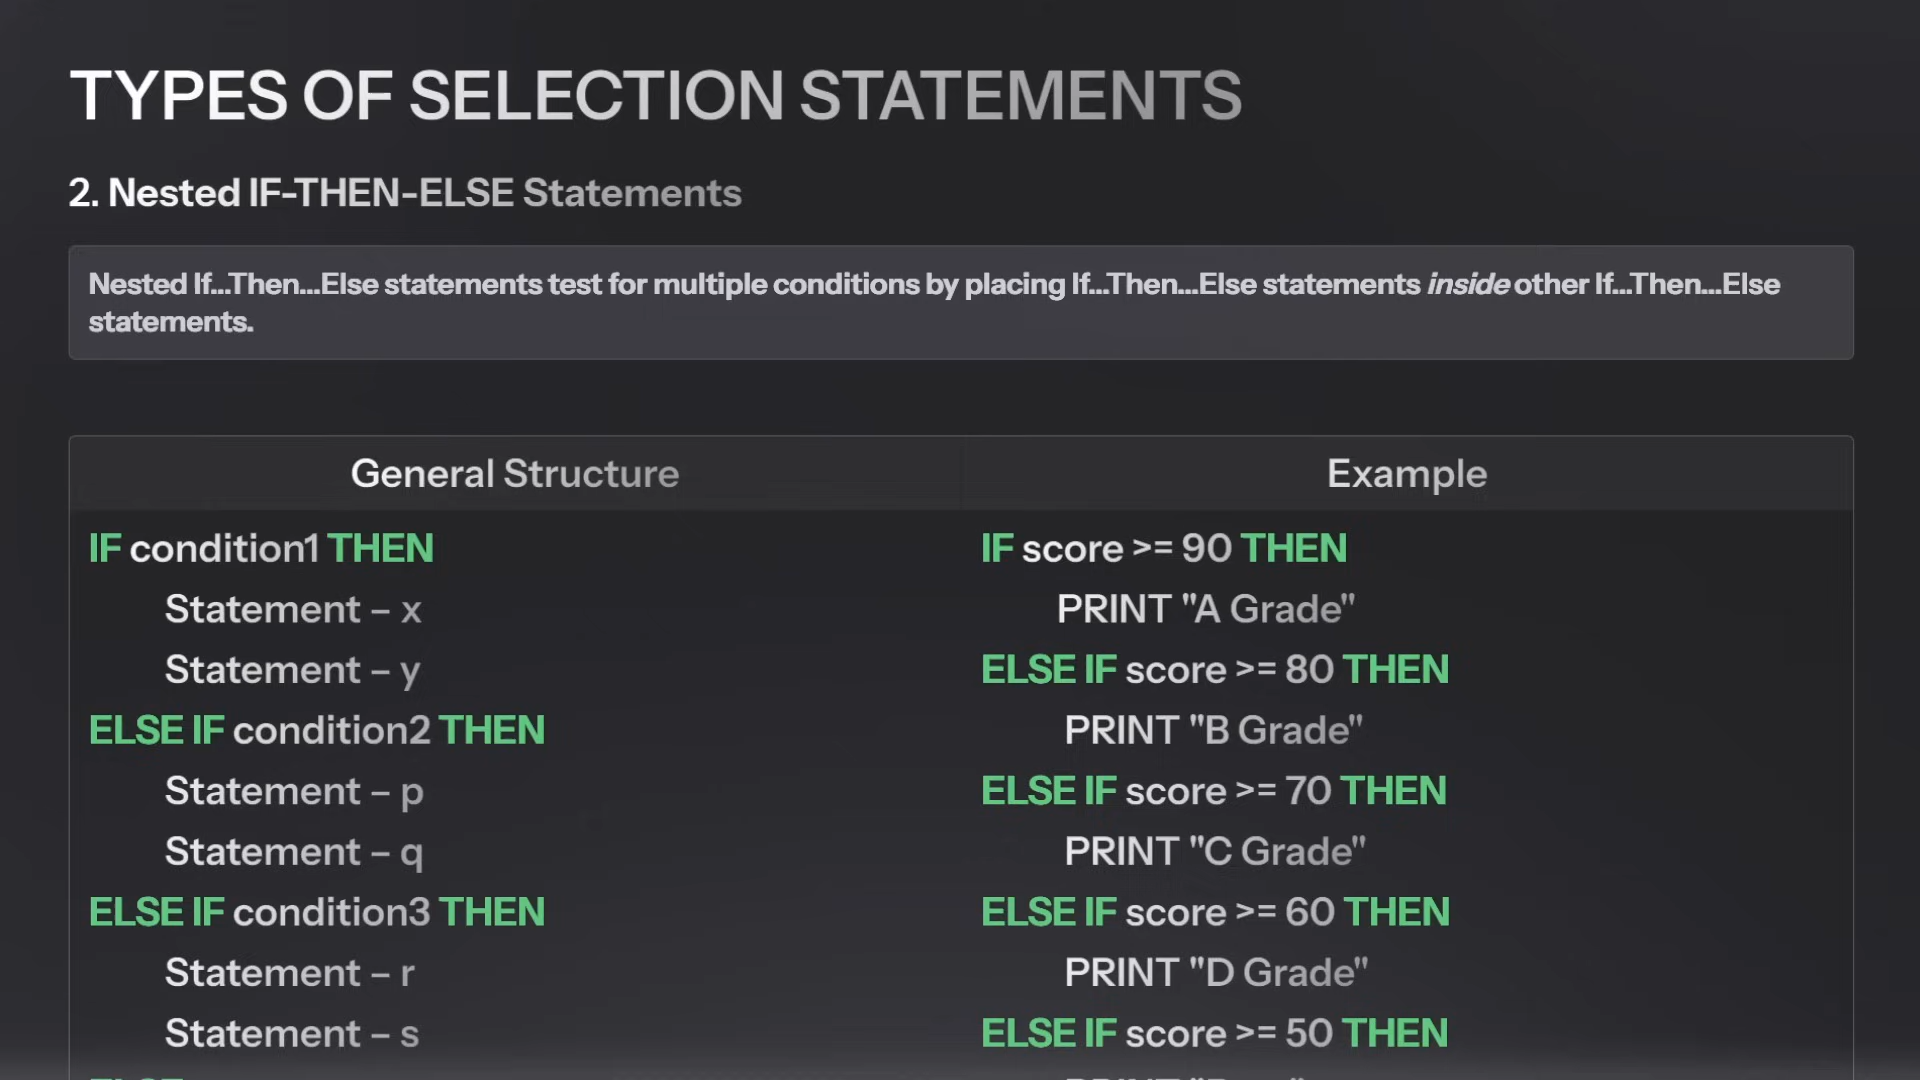 TYPES OF SELECTION STATEMENTS
2. Nested IF-THEN-ELSE Statements
Nested If...Then...Else statements test for multiple conditions by placing If...Then...Else statements inside other If...Then...Else
statements.
General Structure
IF condition1 THEN
Statement – x
Statement – y
ELSE IF condition2 THEN
Statement – p
Statement – q
ELSE IF condition3 THEN
Statement – r
Statement – s
Example
IF score >= 90 THEN
PRINT "A Grade"
ELSE IF score >= 80 THEN
PRINT "B Grade"
ELSE IF score >= 70 THEN
PRINT "C Grade"
ELSE IF score >= 60 THEN
PRINT "D Grade"
ELSE IF score >= 50 THEN